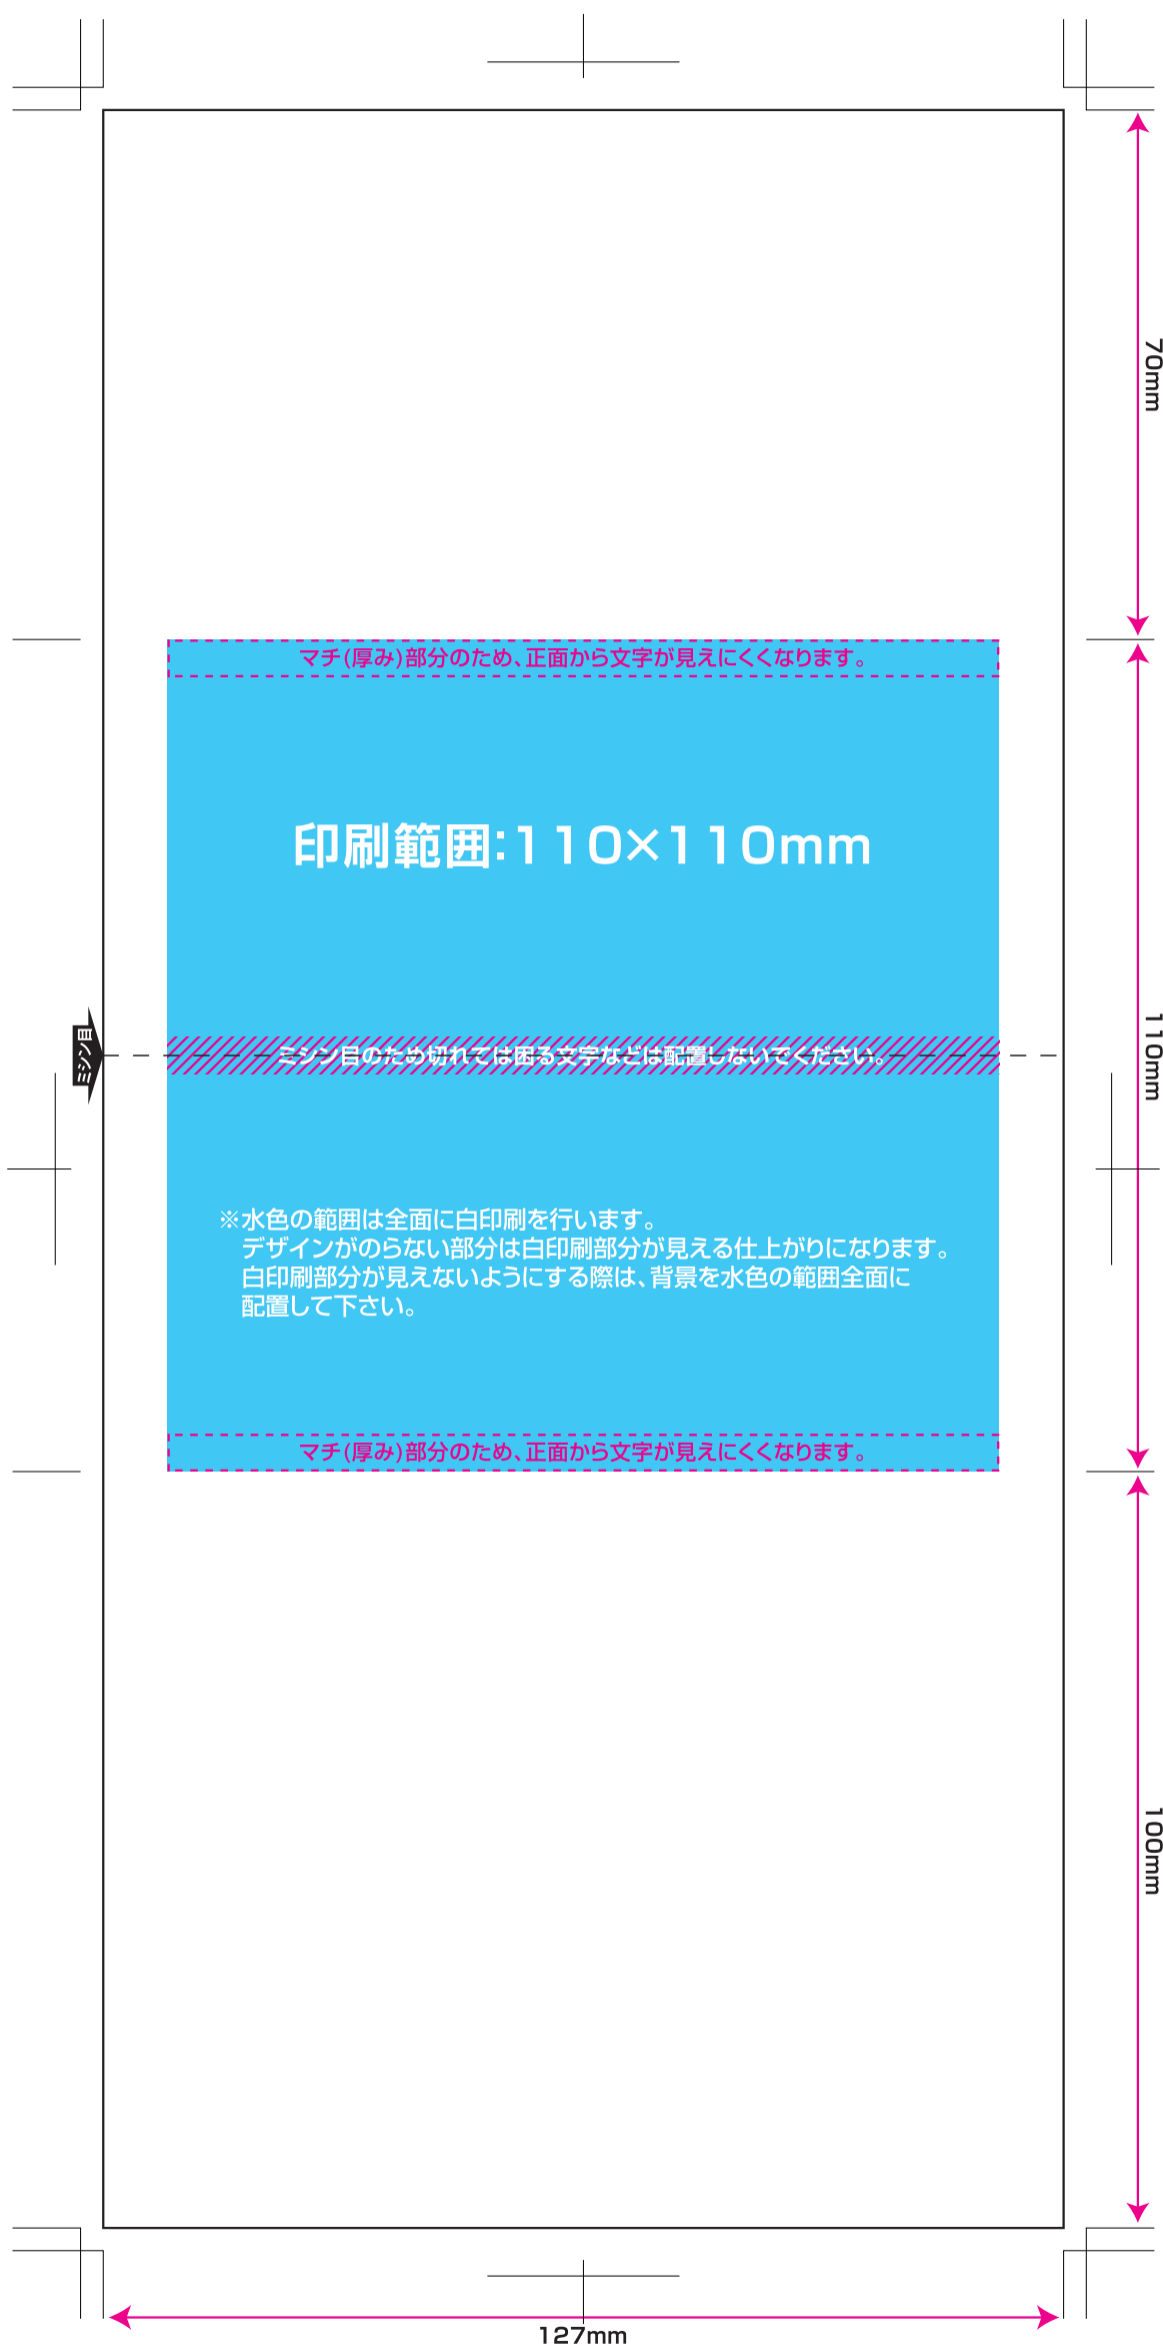 70mm
マチ(厚み)部分のため、正面から文字が見えにくくなります。
印刷範囲:110×110mm
ミシン目
ミシン目のため切れては困る文字などは配置しないでください。
110mm
※水色の範囲は全面に白印刷を行います。
デザインがのらない部分は白印刷部分が見える仕上がりになります。
白印刷部分が見えないようにする際は、背景を水色の範囲全面に
配置して下さい。
マチ(厚み)部分のため、正面から文字が見えにくくなります。
100mm
127mm